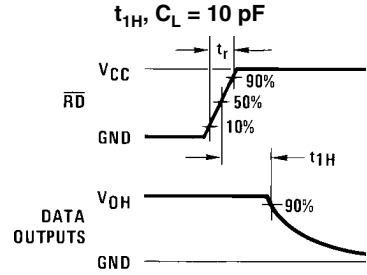 t1H, CL = 10 pF
tr
VCC
90%
RD
50%
10%
GND
t1H
VOH
90%
DATA
OUTPUTS
GND